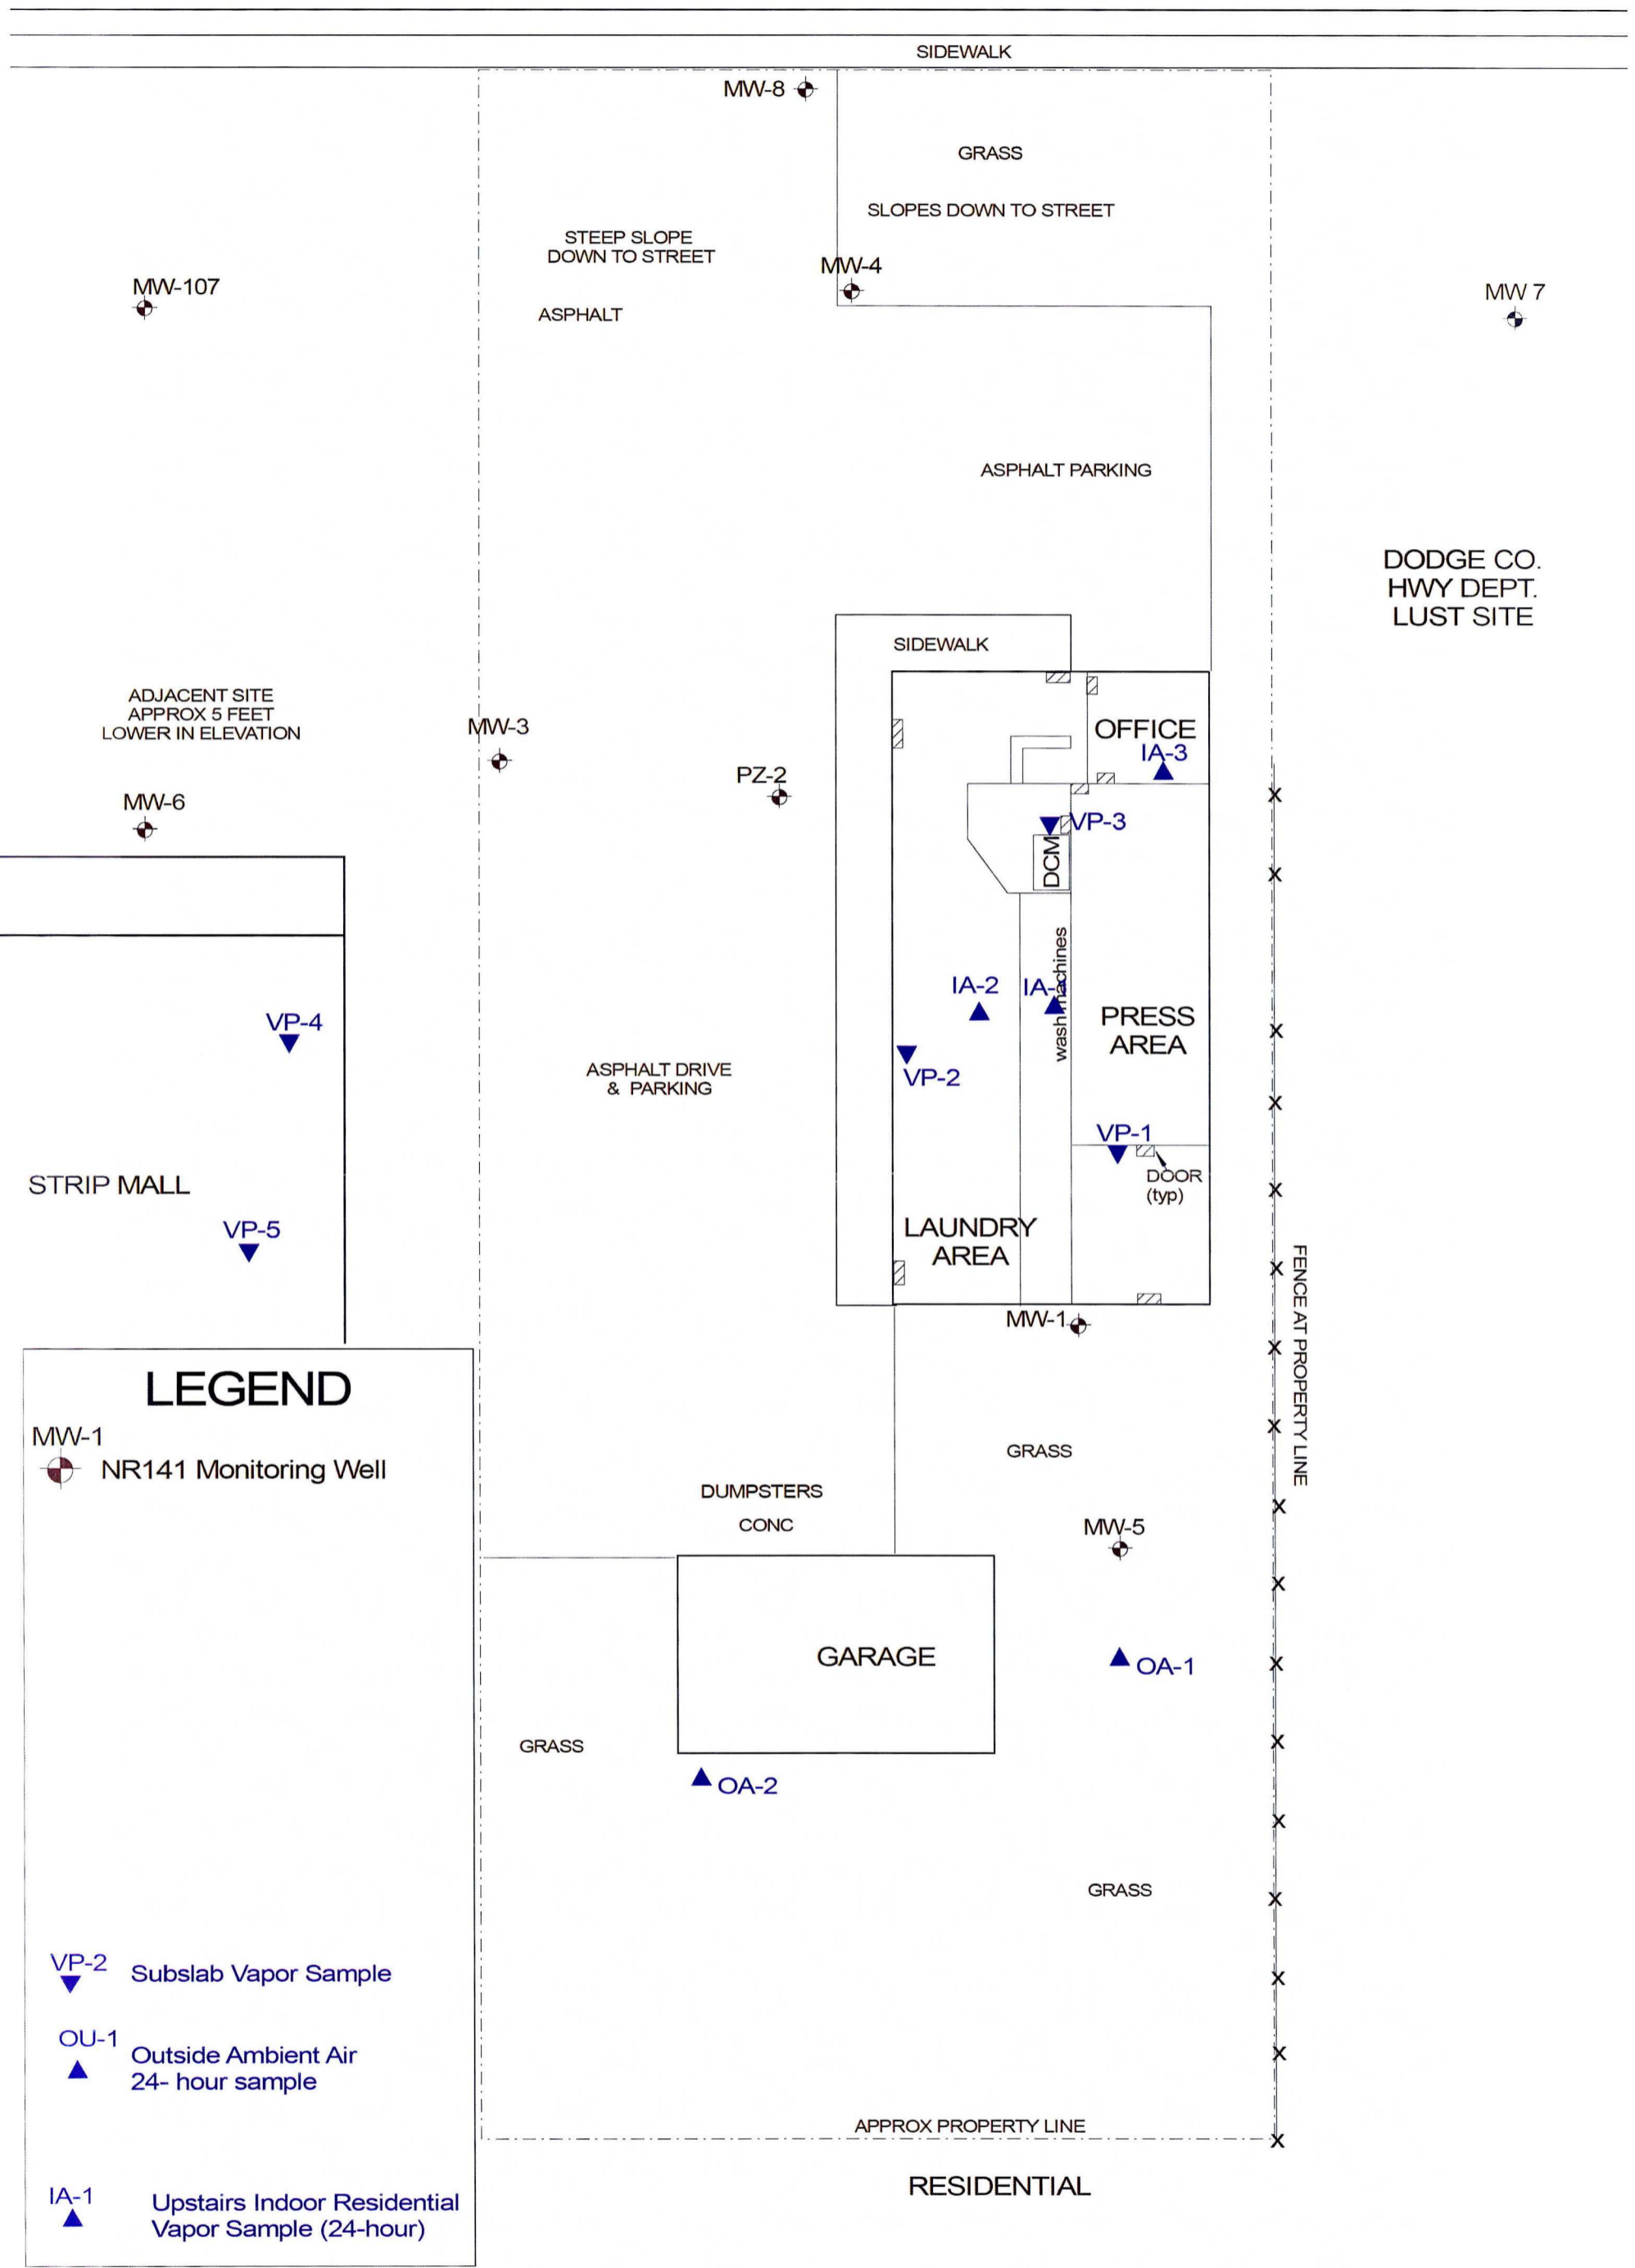 SIDEWALK
MW-8
GRASS
SLOPES DOWN TO STREET
STEEP SLOPE
DOWN TO STREET
MW-4
MW-107
ASPHALT
MW 7
ASPHALT PARKING
DODGE CO.
HWY DEPT.
LUST SITE
SIDEWALK
ADJACENT SITE
APPROX 5 FEET
LOWER IN ELEVATION
MW-3
OFFICE
IA-3
PZ-2
MW-6
VP-3
DCM
wash machines
IA-2
IA-
PRESS
AREA
VP-4
VP-2
ASPHALT DRIVE
& PARKING
VP-1
DOOR
(typ)
STRIP MALL
VP-5
LAUNDRY
AREA
FENCE AT PROPERTY LINE
MW-1
LEGEND
MW-1
NR141 Monitoring Well
GRASS
DUMPSTERS
CONC
MW-5
GARAGE
OA-1
GRASS
OA-2
GRASS
VP-2
Subslab Vapor Sample
OU-1
Outside Ambient Air
24- hour sample
APPROX PROPERTY LINE
RESIDENTIAL
IA-1
Upstairs Indoor Residential
Vapor Sample (24-hour)